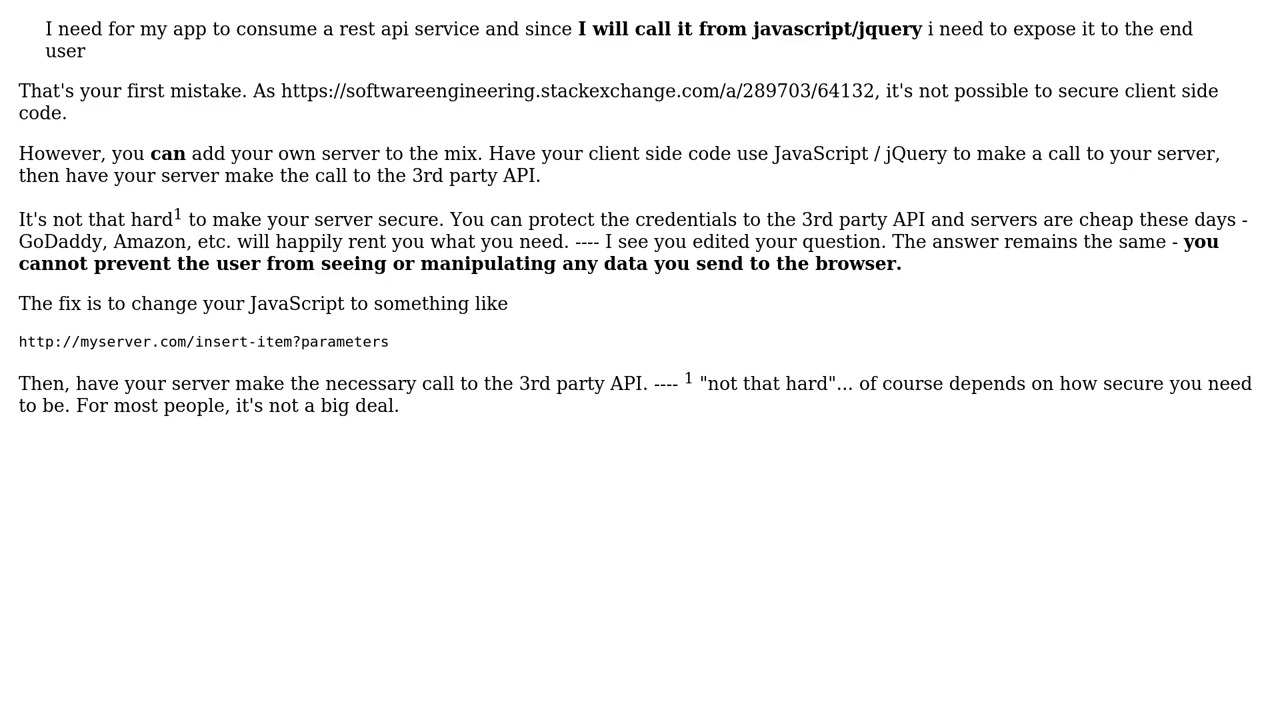 I need for my app to consume a rest api service and since I will call it from javascript/jquery i need to expose it to the end
user
That's your first mistake. As https://softwareengineering.stackexchange.com/a/289703/64132, it's not possible to secure client side
code.
However, you can add your own server to the mix. Have your client side code use JavaScript / jQuery to make a call to your server,
then have your server make the call to the 3rd party API.
It's not that hard1 to make your server secure. You can protect the credentials to the 3rd party API and servers are cheap these days -
GoDaddy, Amazon, etc. will happily rent you what you need. ---- I see you edited your question. The answer remains the same - you
cannot prevent the user from seeing or manipulating any data you send to the browser.
The fix is to change your JavaScript to something like
http://myserver.com/insert-item?parameters
Then, have your server make the necessary call to the 3rd party API. ---- 1 "not that hard"... of course depends on how secure you need
to be. For most people, it's not a big deal.